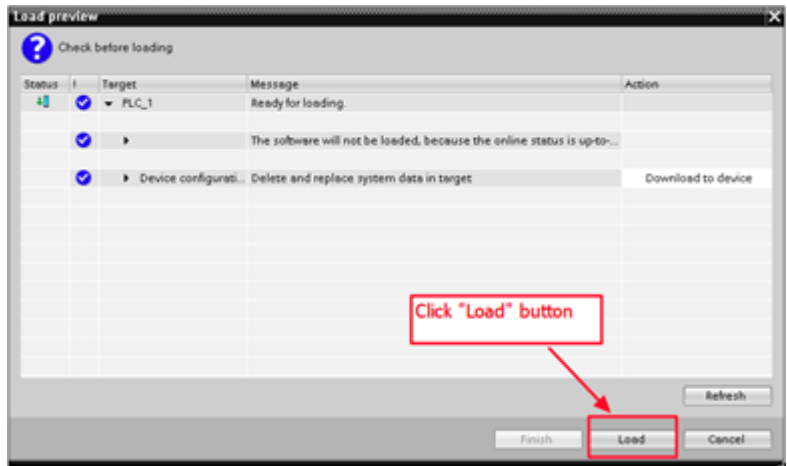 Load preview
Check before loading
Status ! Target Message Action
PLC_1 Ready for loading.
The software will not be loaded, because the online status is up-to-...
Device configurati... Delete and replace system data in target Download to device
Click "Load" button
Refresh
Finish Load Cancel